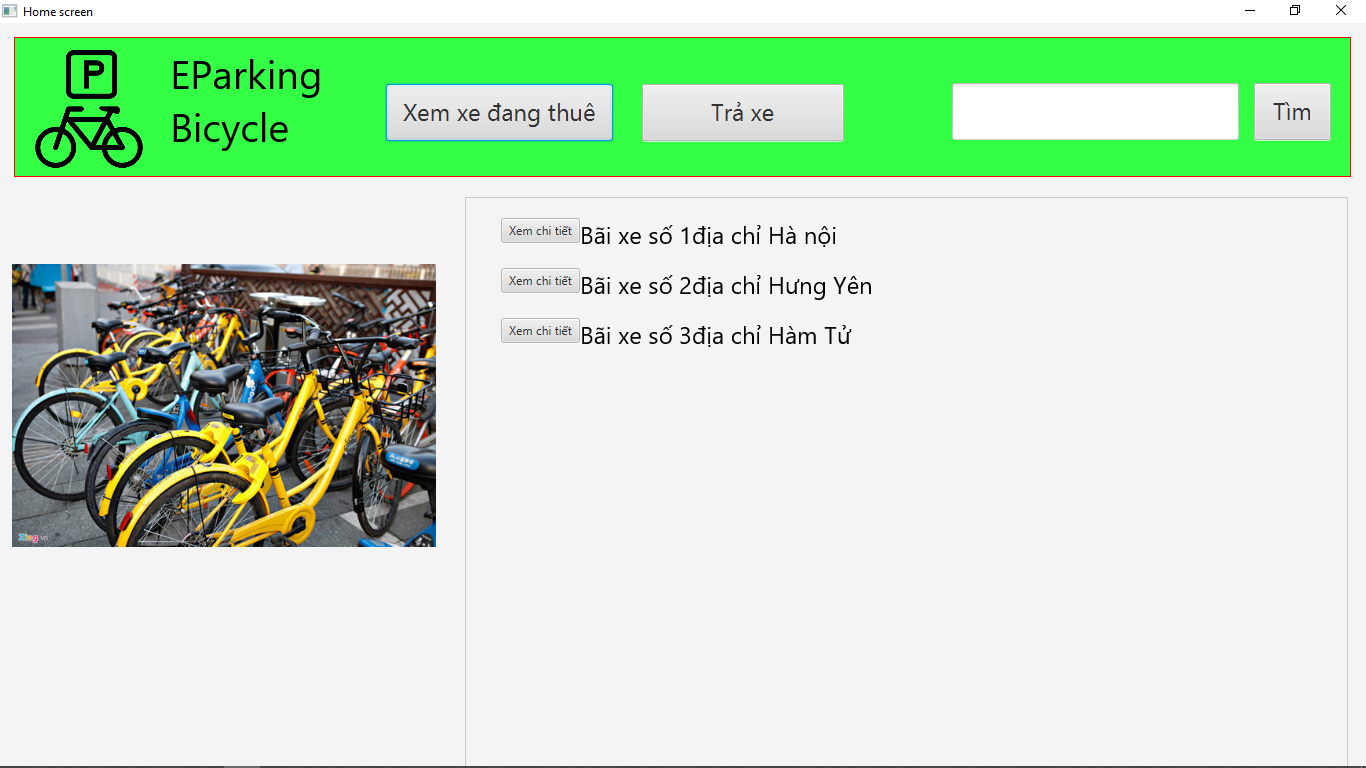 Home screen
P
EParking
Bicycle
Xem xe đang thuê
Trả xe
Tìm
Xem chi tiết Bãi xe số 1địa chỉ Hà nội
Xem chi tiết Bãi xe số 2địa chỉ Hưng Yên
Xem chi tiết Bãi xe số 3địa chỉ Hàm Tử
Zing.vn